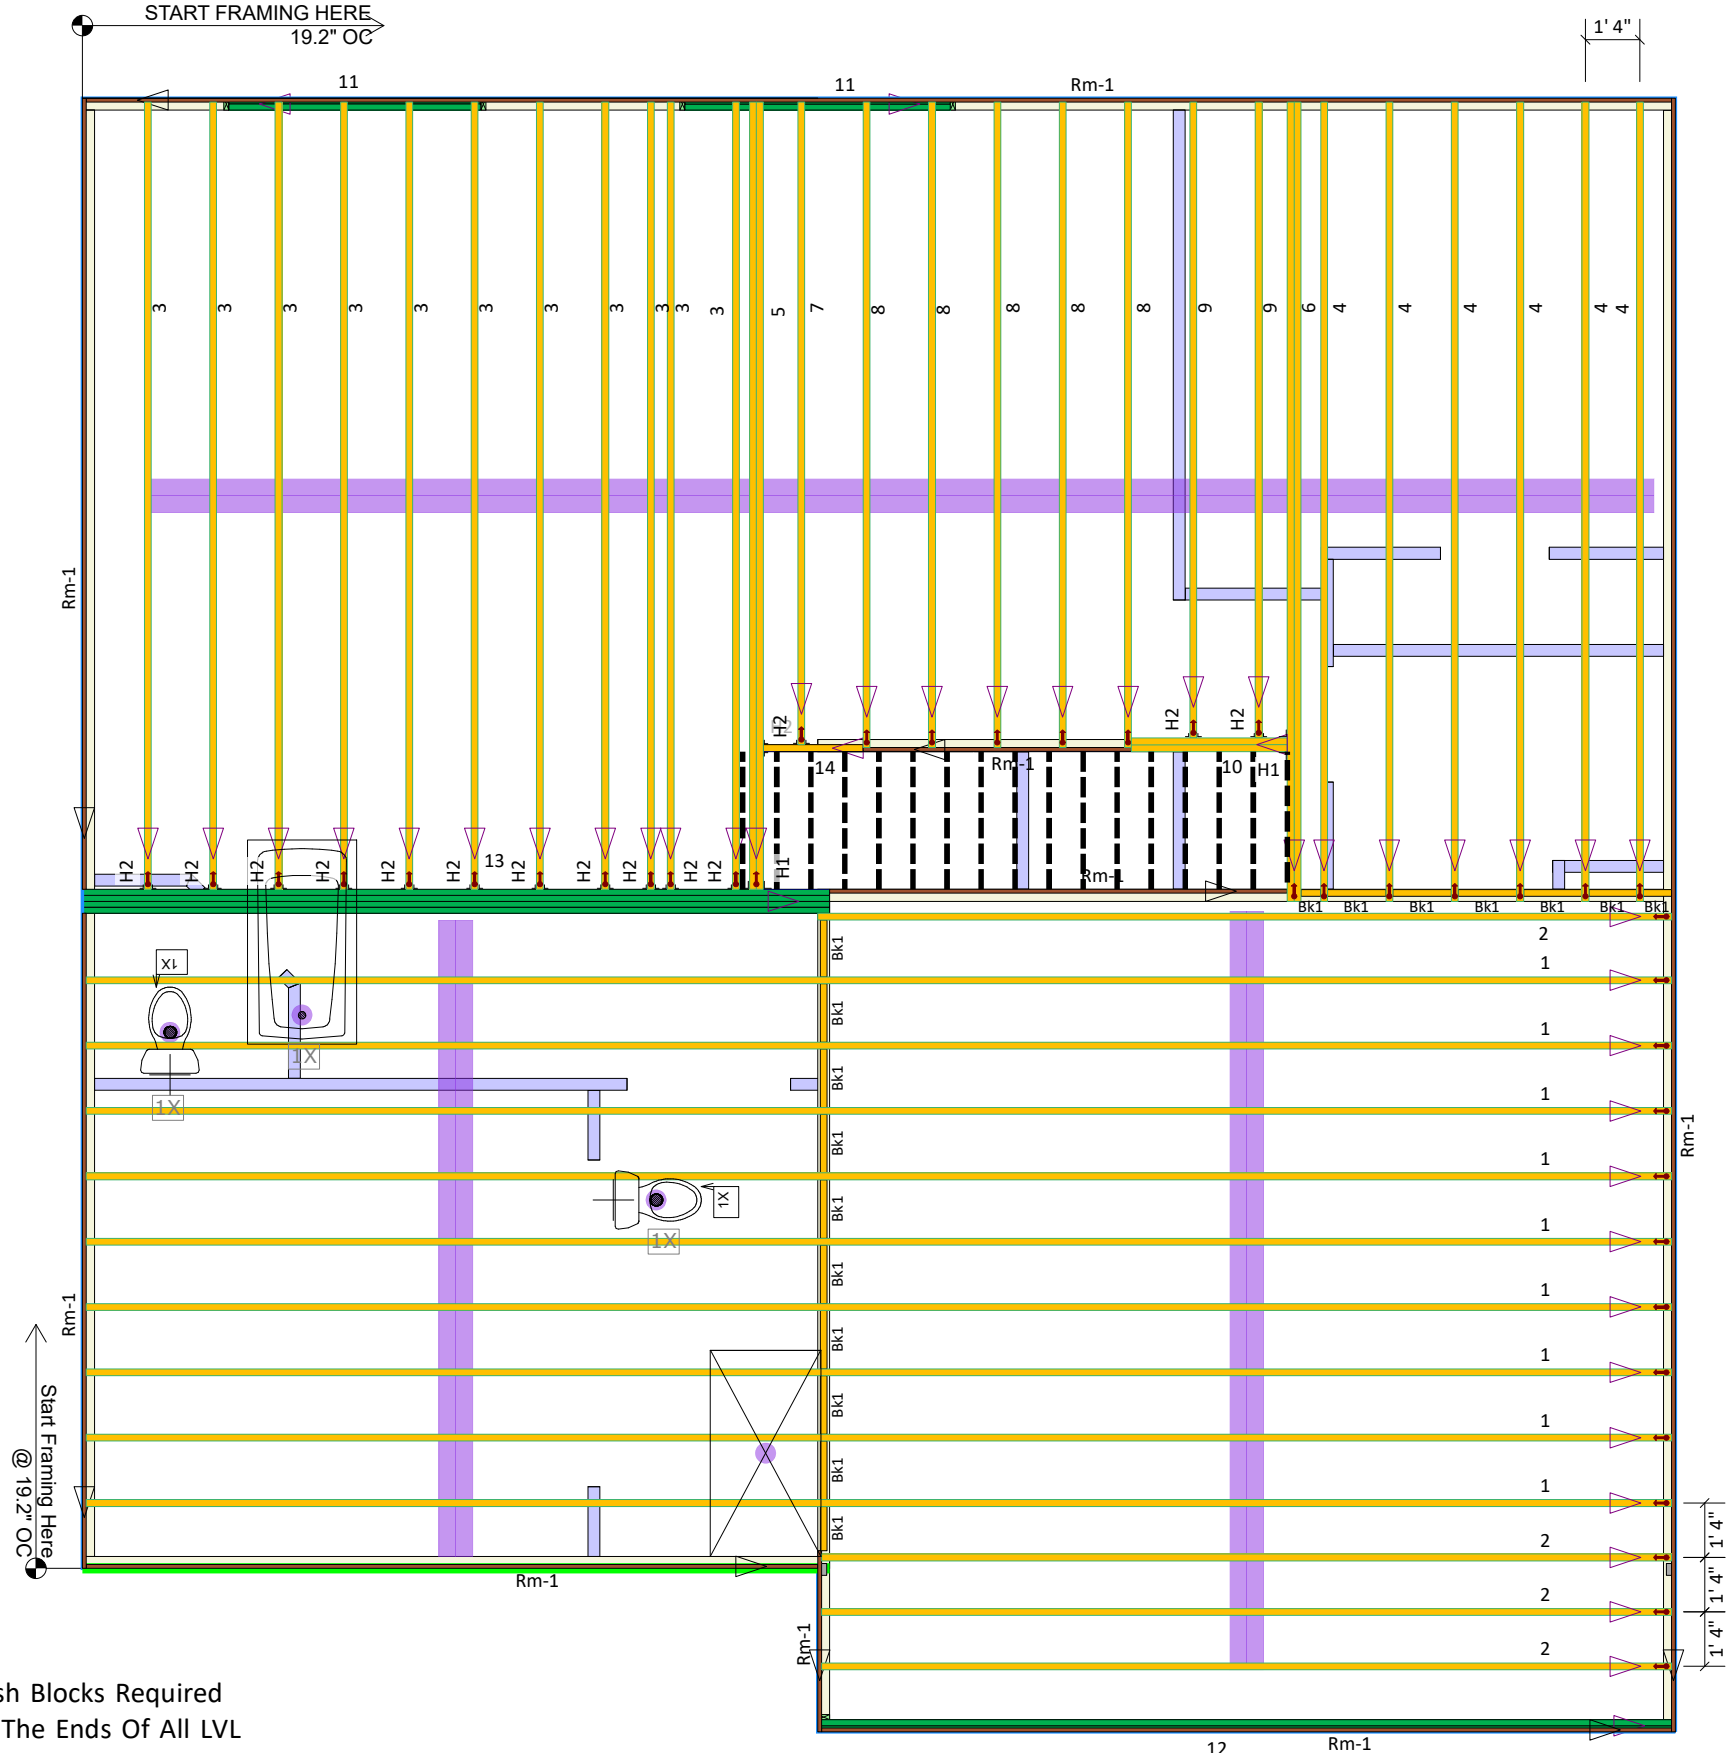 START FRAMING HERE
19.2" OC
1' 4"
11
11
Rm-1
3 3 3 3 3 3 3 3 3 3 3 5 7 8 8 8 8 8 9 9 6 4 4 4 4 4 4
Rm-1
H2
H2 H2
14
Rm-1
10
H1
H2 H2 H2 H2 H2 H2 H2 H2 H2 H2 H2 H1
13
Rm-1
Bk1 Bk1 Bk1 Bk1 Bk1 Bk1 Bk1
2
1
1
1
1
1
1
1
1
1
2
2
2
Bk1
Bk1
Bk1
Bk1
Bk1
Bk1
Bk1
Bk1
Bk1
Bk1
1X
1X
1X
1X
1X
Rm-1
Rm-1
Start Framing Here
@ 19.2" OC
1' 4"
1' 4"
1' 4"
Rm-1
Rm-1
sh Blocks Required
The Ends Of All LVL
12
Rm-1